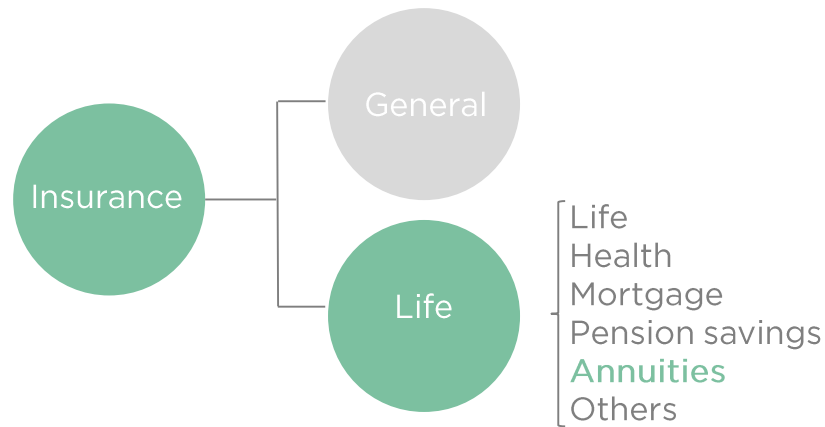 Insurance
General
Life
Life
Health
Mortgage
Pension savings
Annuities
Others